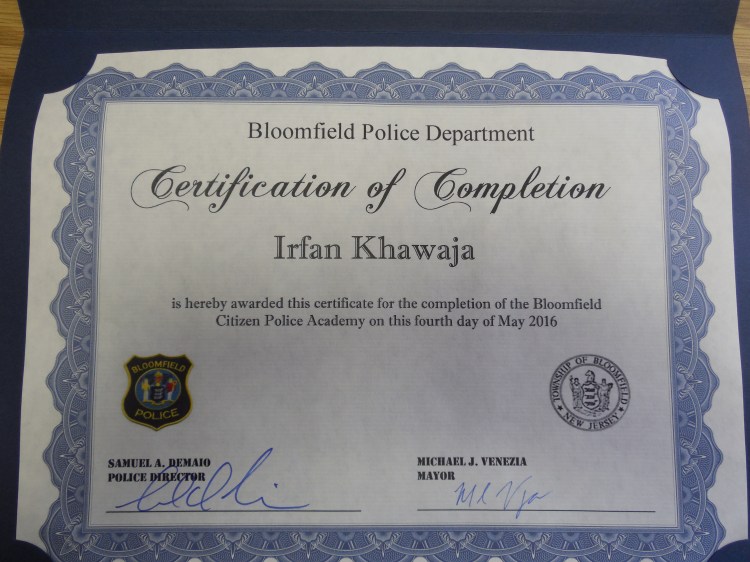 Bloomfield Police Department
Certification of Completion
Irfan Khawaja
is hereby awarded this certificate for the completion of the Bloomfield
Citizen Police Academy on this fourth day of May 2016
BLOOMFIELD
POLICE
TOWNSHIP OF BLOOMFIELD
NEW JERSEY
SAMUEL A. DEMAIO
POLICE DIRECTOR
MICHAEL J. VENEZIA
MAYOR